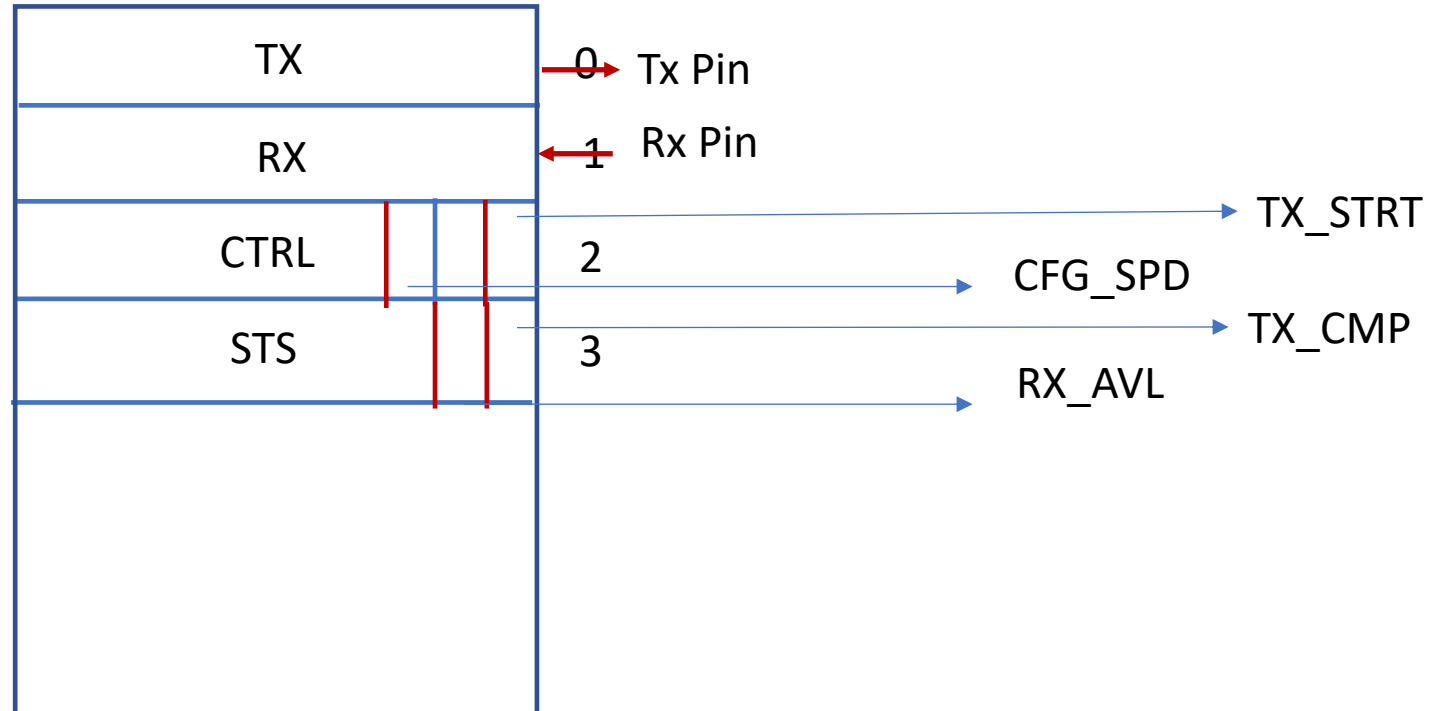 TX
0
Tx Pin
RX
1
Rx Pin
CTRL
2
TX_STRT
CFG_SPD
STS
3
TX_CMP
RX_AVL